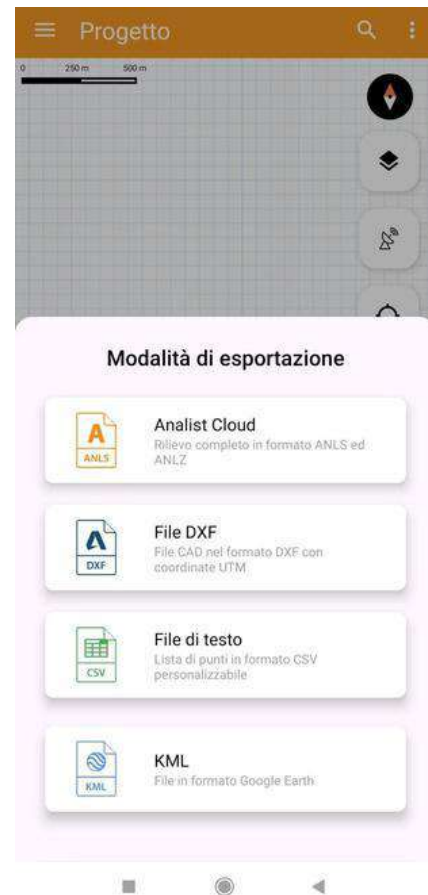 Progetto
0 250 m 500 m
Modalità di esportazione
A
ANLS
Analist Cloud
Rilievo completo in formato ANLS ed
ANLZ
DXF
File DXF
File CAD nel formato DXF con
coordinate UTM
CSV
File di testo
Lista di punti in formato CSV
personalizzabile
KML
KML
File in formato Google Earth